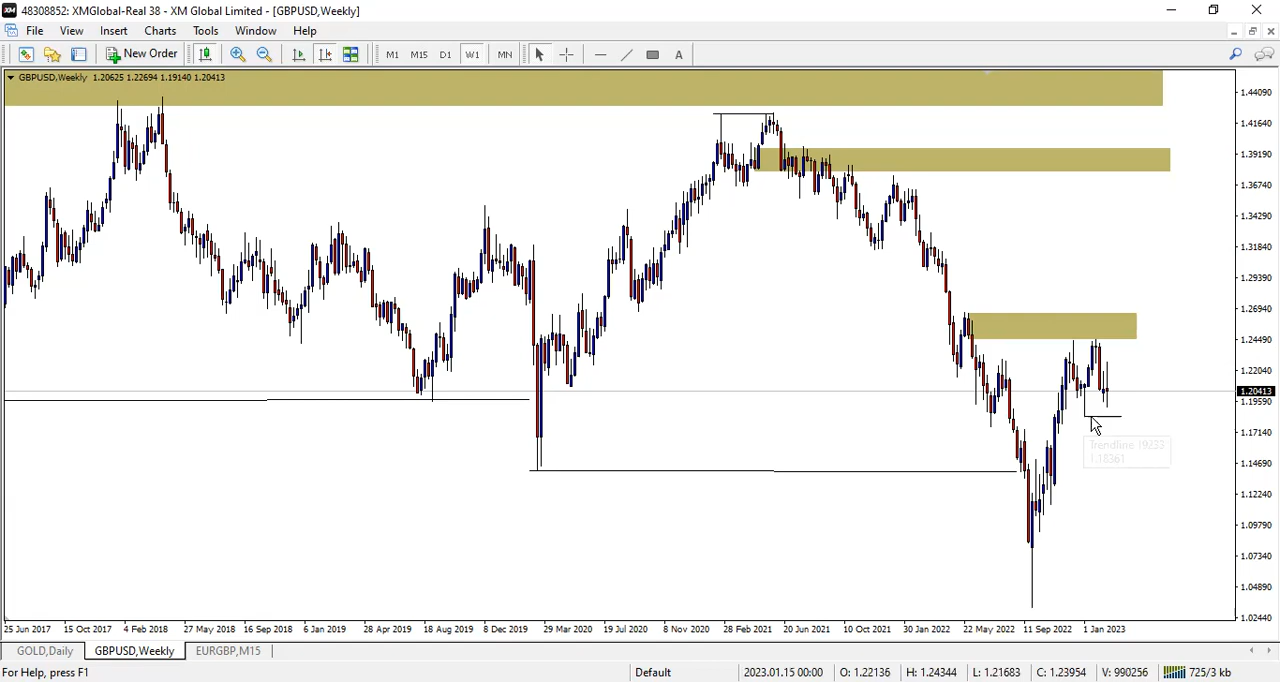 XM 48308852: XMGlobal-Real 38 - XM Global Limited - [GBPUSD,Weekly]
File View Insert Charts Tools Window Help
New Order M1 M15 D1 W1 MN A
GBPUSD,Weekly 1.20625 1.22694 1.19140 1.20413
1.44090
1.41640
1.39190
1.36740
1.34290
1.31840
1.29390
1.26940
1.24490
1.22040
1.20413
1.19590
1.17140
1.14690
1.12240
1.09790
1.07340
1.04890
1.02440
Trendline 19233
1.18361
25 Jun 2017 15 Oct 2017 4 Feb 2018 27 May 2018 16 Sep 2018 6 Jan 2019 28 Apr 2019 18 Aug 2019 8 Dec 2019 29 Mar 2020 19 Jul 2020 8 Nov 2020 28 Feb 2021 20 Jun 2021 10 Oct 2021 30 Jan 2022 22 May 2022 11 Sep 2022 1 Jan 2023
GOLD,Daily GBPUSD,Weekly EURGBP,M15
For Help, press F1 Default 2023.01.15 00:00 O: 1.22136 H: 1.24344 L: 1.21683 C: 1.23954 V: 990256 725/3 kb